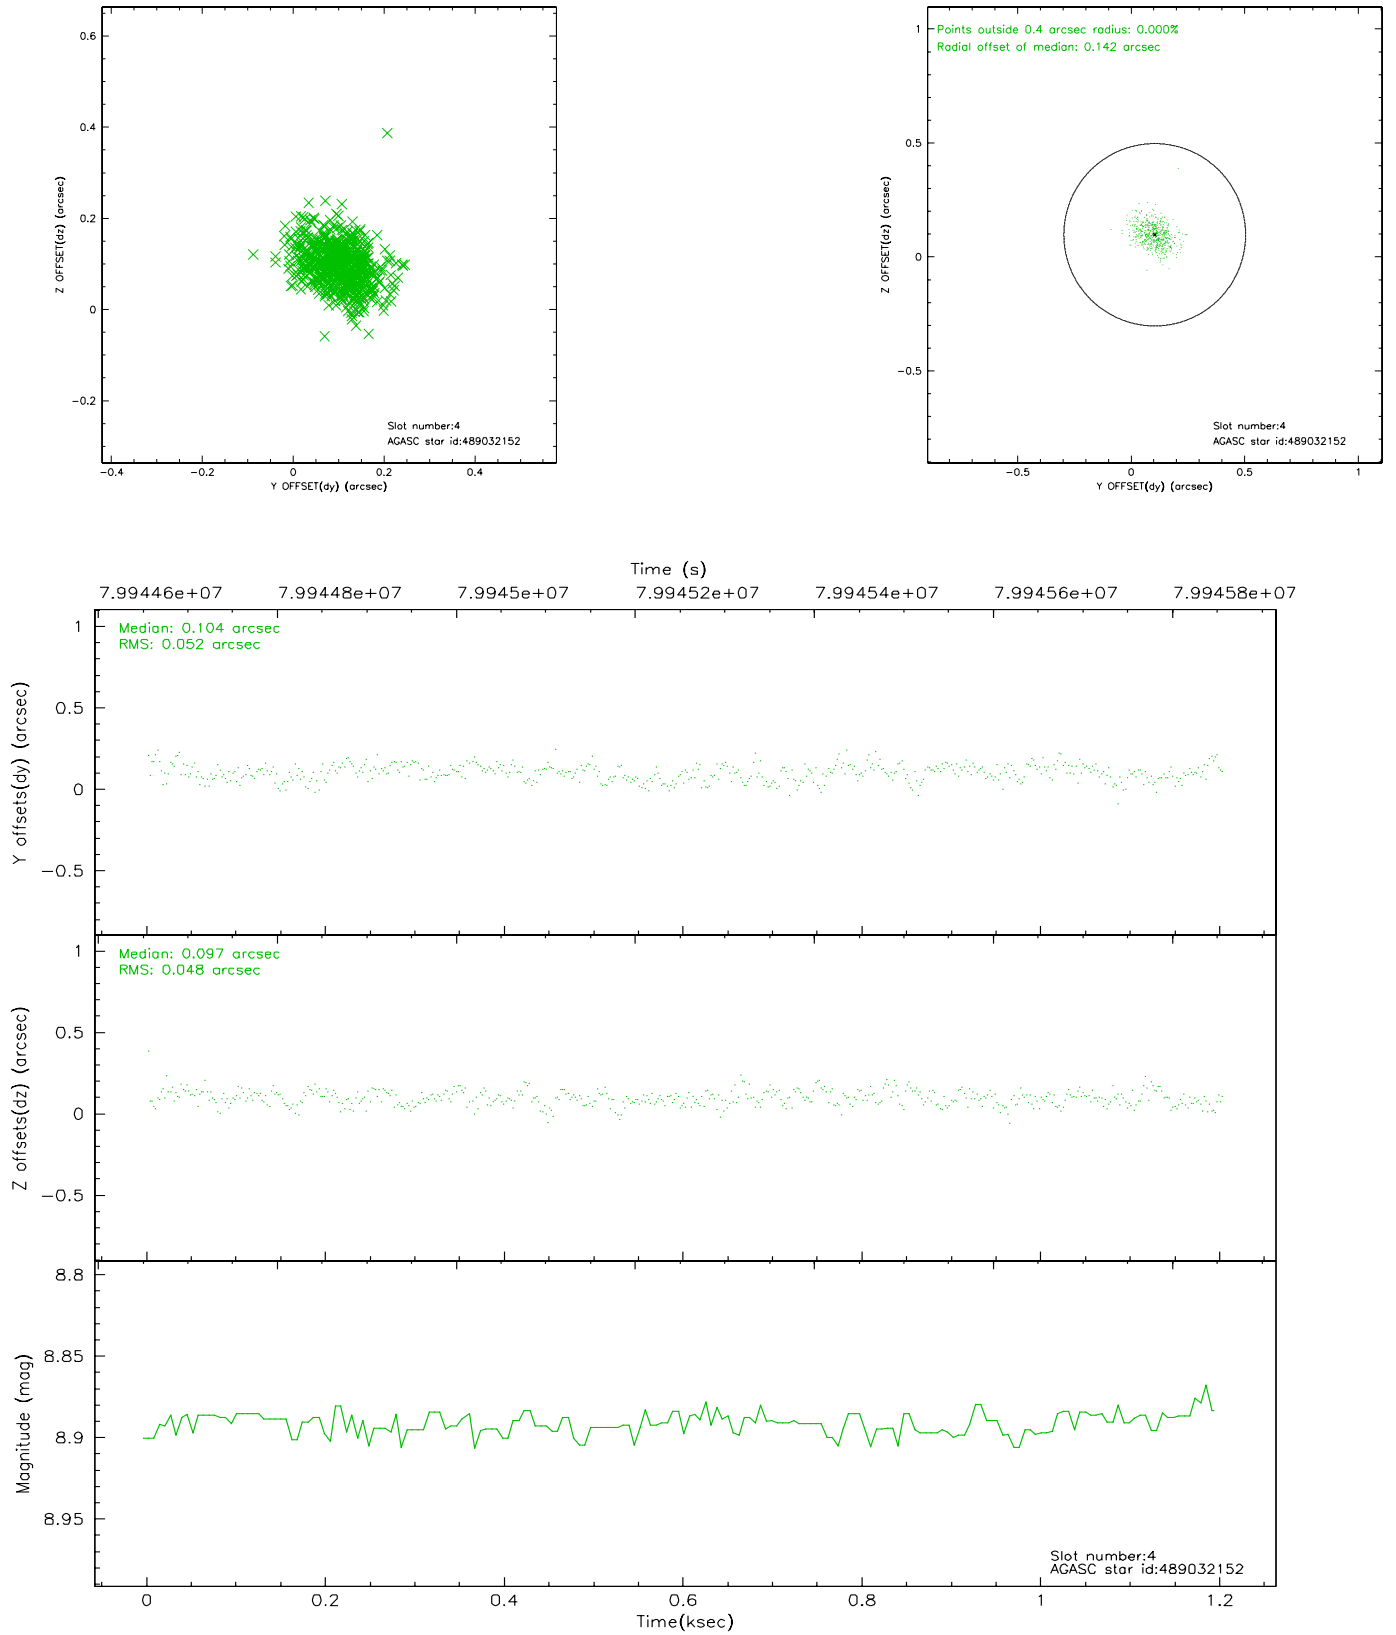 0.6
0.4
0.2
0
−0.2
−0.4
−0.2
0
0.2
0.4
Z OFFSET(dz) (arcsec)
Y OFFSET(dy) (arcsec)
Slot number:4
AGASC star id:489032152
Points outside 0.4 arcsec radius: 0.000%
Radial offset of median: 0.142 arcsec
1
0.5
0
−0.5
−0.5
0
0.5
1
Z OFFSET(dz) (arcsec)
Y OFFSET(dy) (arcsec)
Slot number:4
AGASC star id:489032152
Time (s)
7.99446e+07 7.99448e+07 7.9945e+07 7.99452e+07 7.99454e+07 7.99456e+07 7.99458e+07
Median: 0.104 arcsec
RMS: 0.052 arcsec
1
0.5
0
−0.5
Y offsets(dy) (arcsec)
Median: 0.097 arcsec
RMS: 0.048 arcsec
1
0.5
0
−0.5
Z offsets(dz) (arcsec)
8.8
8.85
8.9
8.95
Magnitude (mag)
Slot number:4
AGASC star id:489032152
0 0.2 0.4 0.6 0.8 1 1.2
Time(ksec)